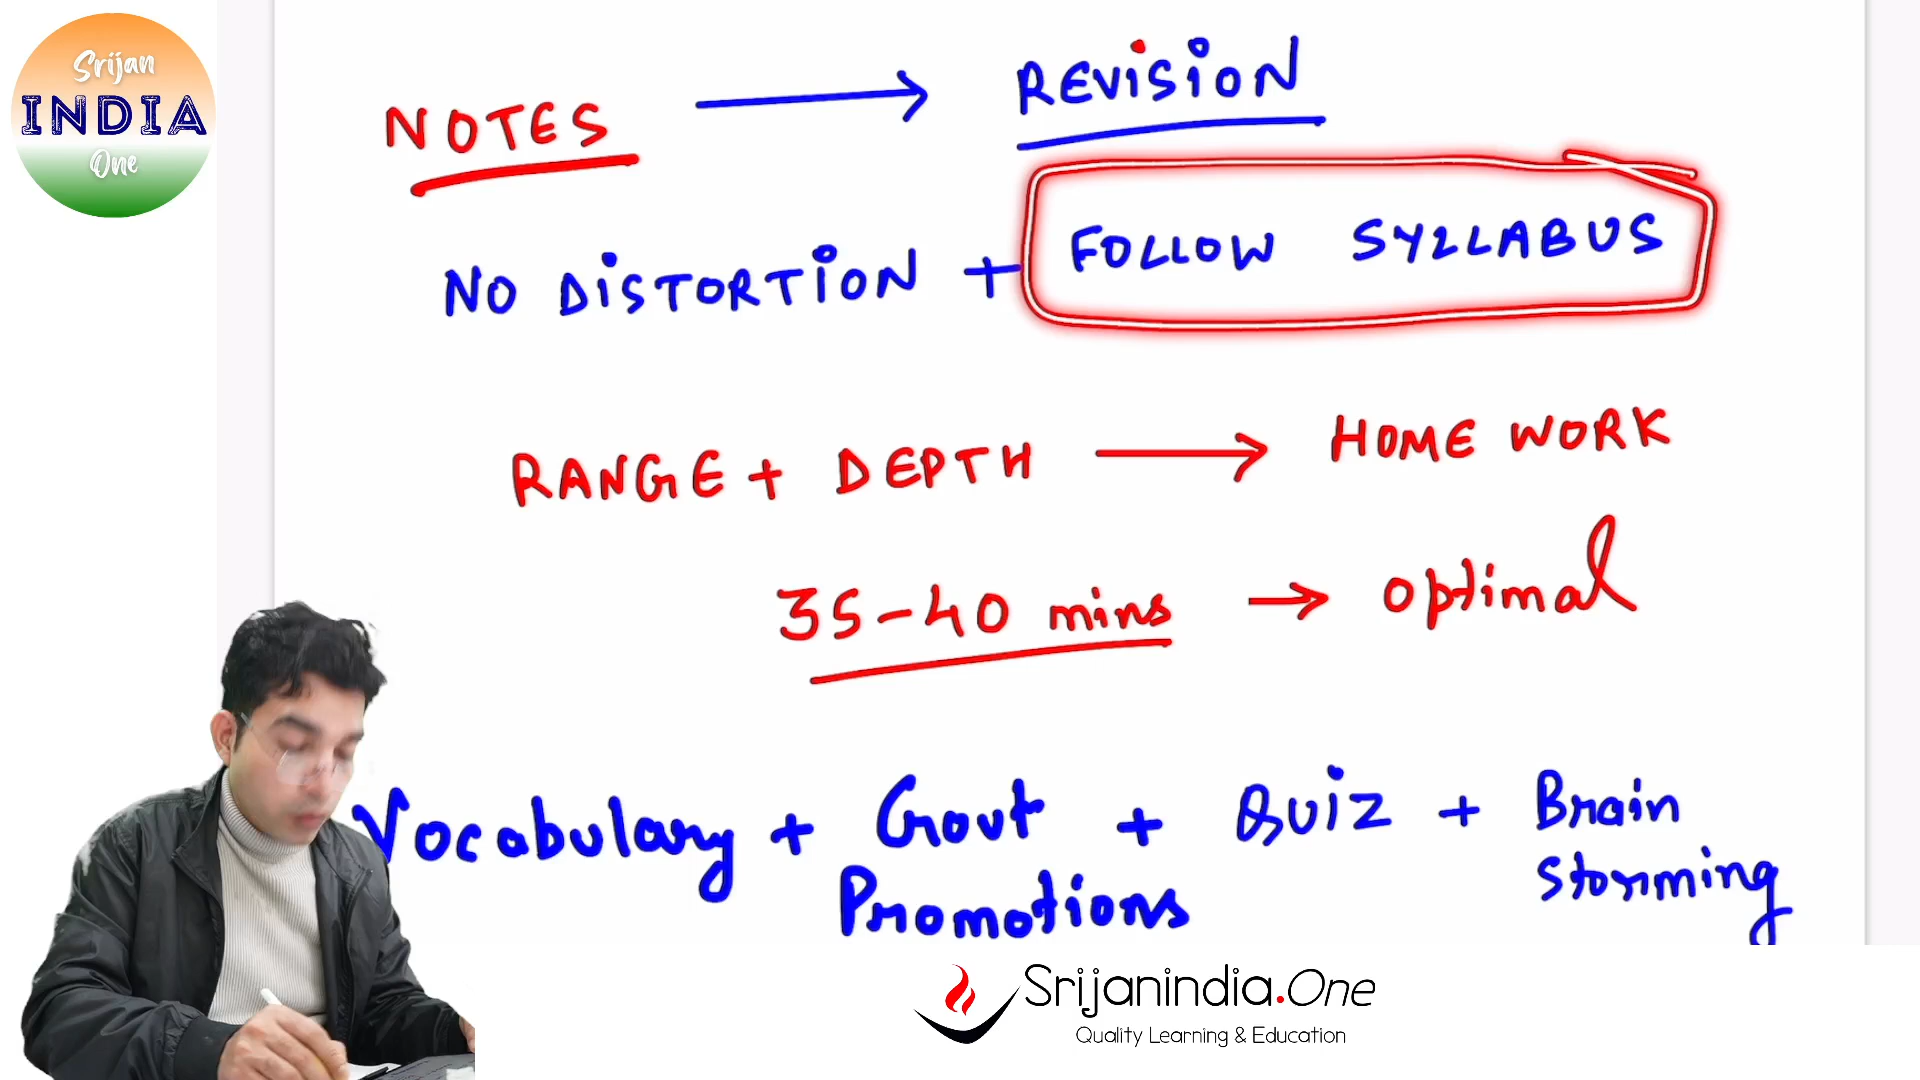 Srijan
INDIA
One
NOTES → REVISION
NO DISTORTION + FOLLOW SYLLABUS
RANGE + DEPTH → HOME WORK
35-40 mins → Optimal
Vocabulary + Govt Promotions + QUIZ + Brain storming
Srijanindia.One
Quality Learning & Education